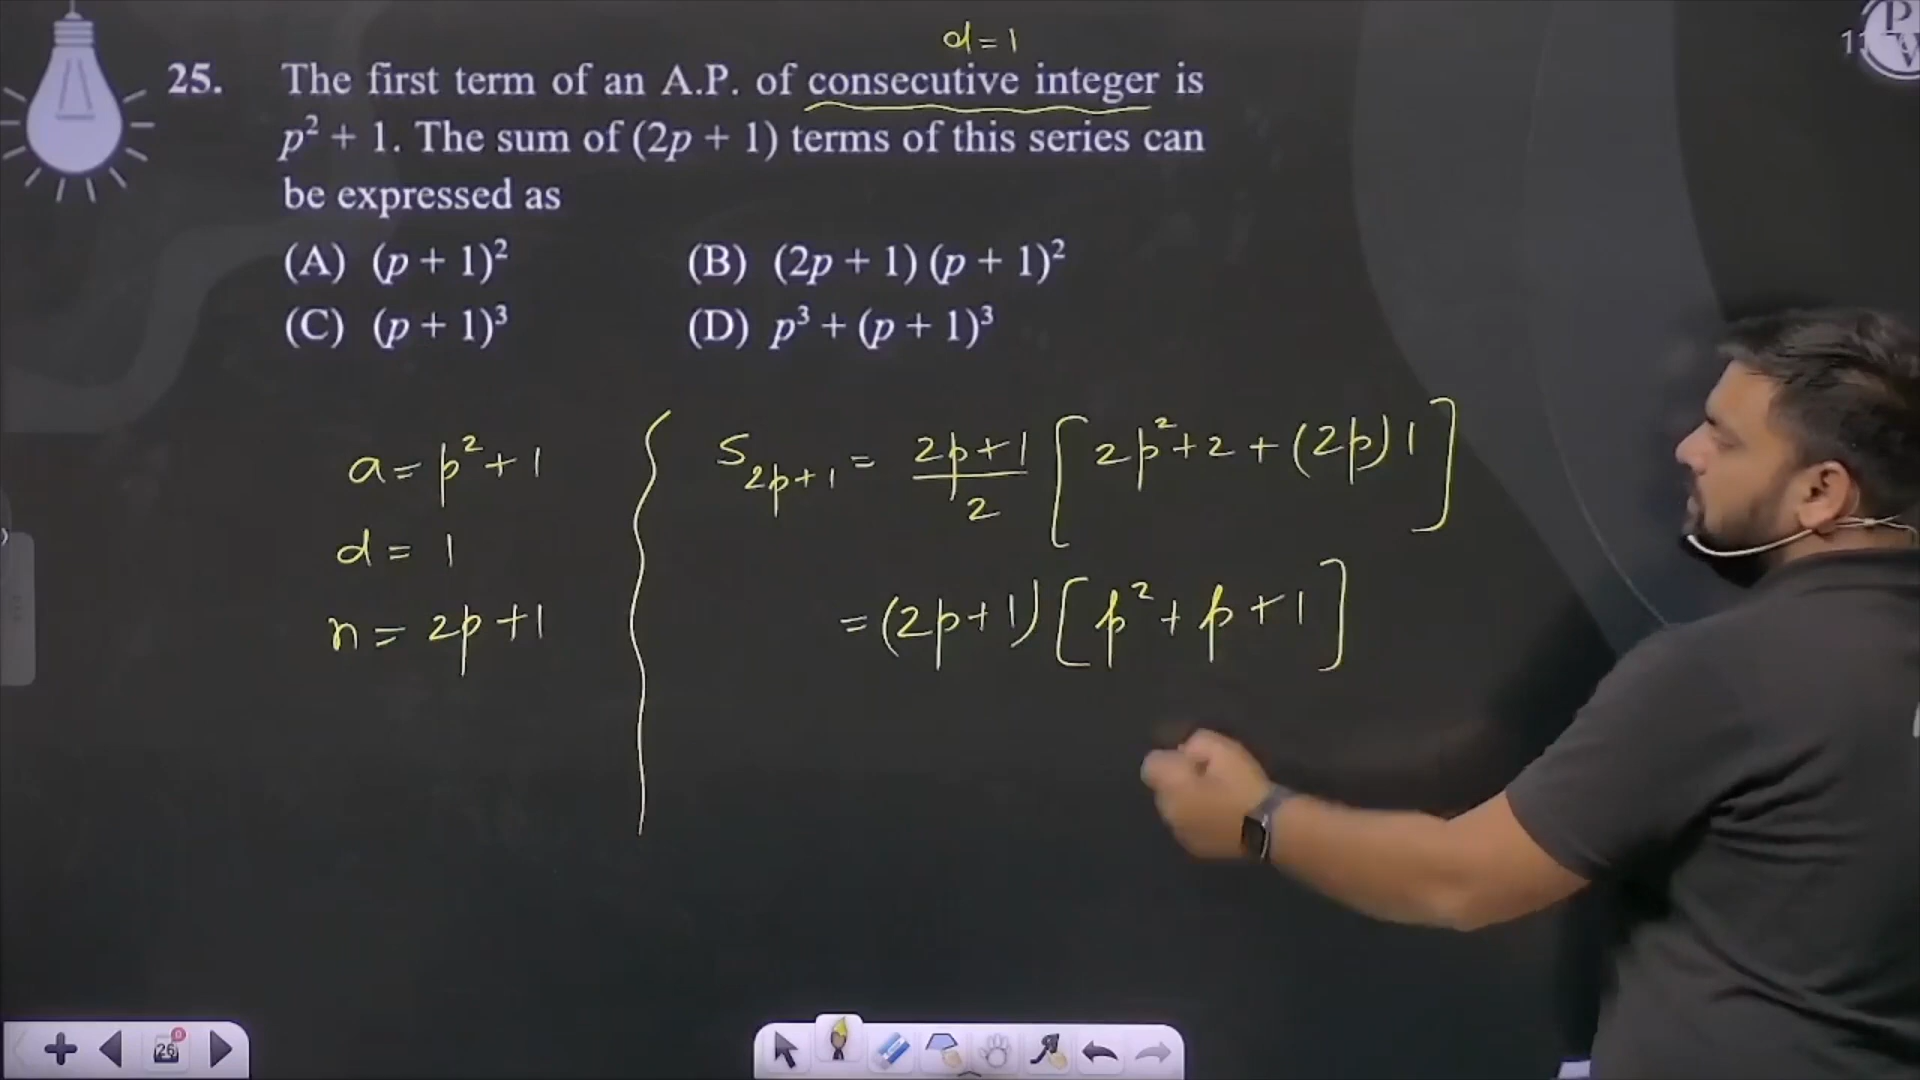 d = 1
25. The first term of an A.P. of consecutive integer is
p² + 1. The sum of (2p + 1) terms of this series can
be expressed as
(A) (p + 1)² (B) (2p + 1) (p + 1)²
(C) (p + 1)³ (D) p³ + (p + 1)³
a = p² + 1
d = 1
n = 2p + 1
S₂ₚ₊₁ = (2p+1)/2 [2p² + 2 + (2p) 1]
= (2p+1) [p² + p + 1]
26